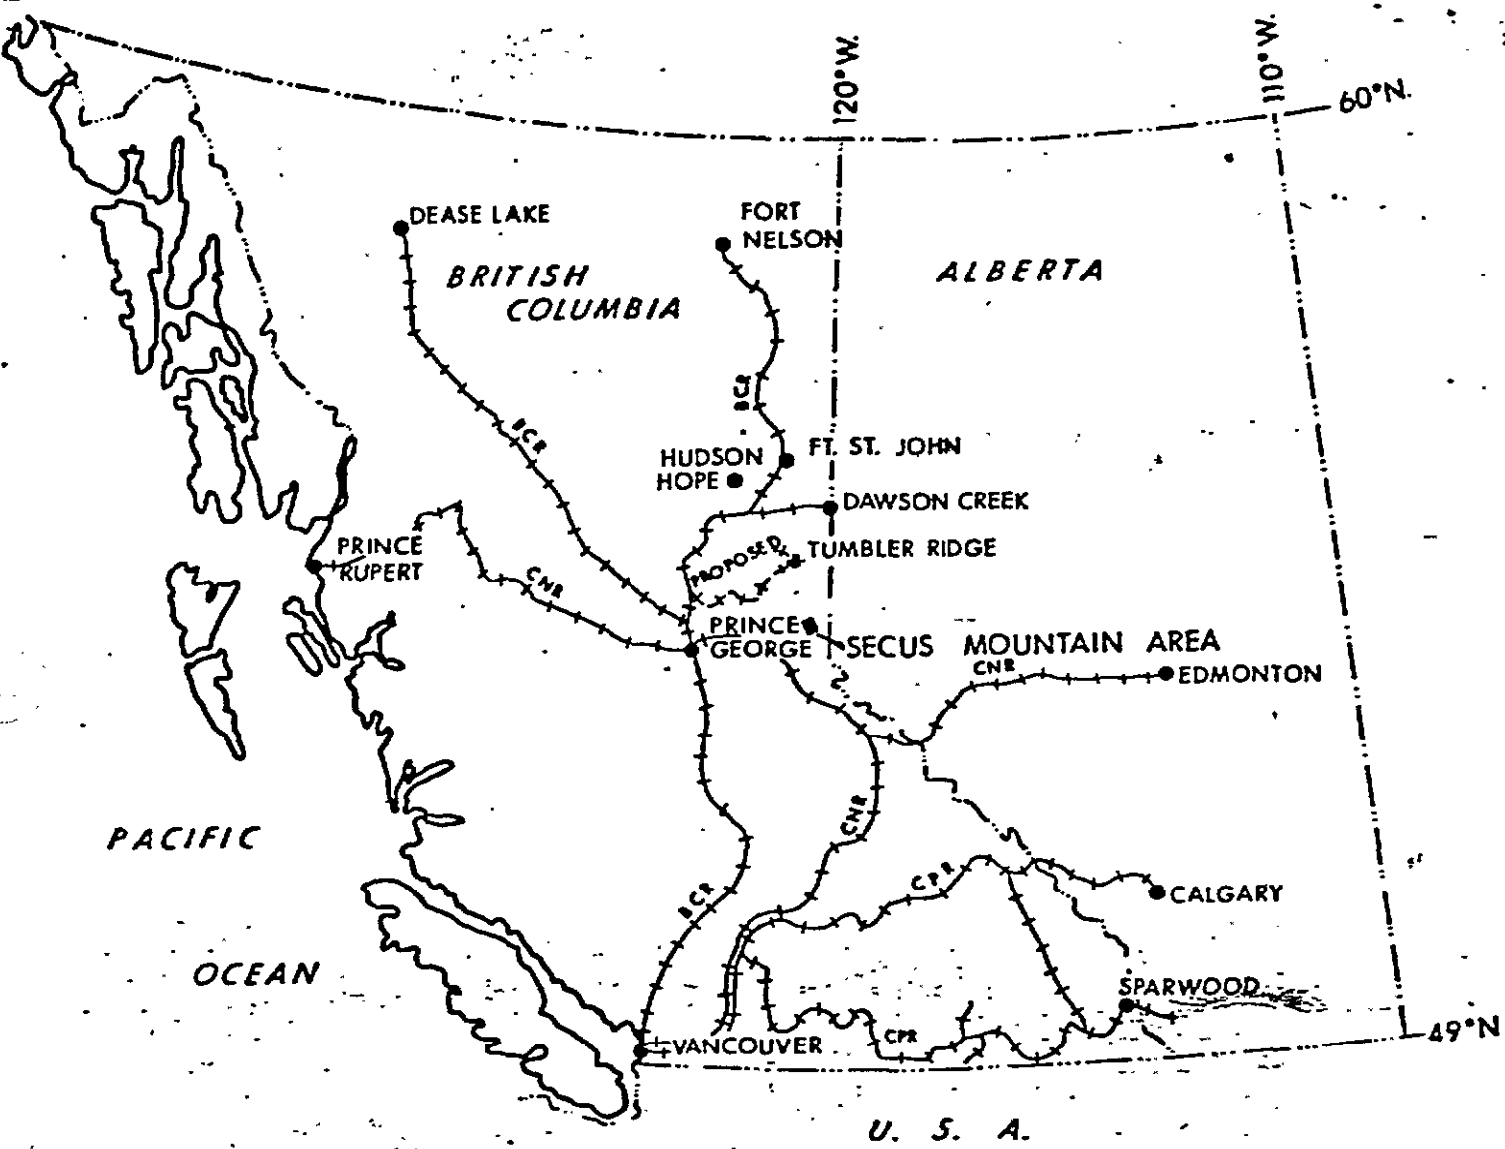 120°W.
110°W.
60°N.
DEASE LAKE
FORT
NELSON
BRITISH
COLUMBIA
ALBERTA
BCR
BCR
HUDSON
HOPE
FT. ST. JOHN
DAWSON CREEK
PRINCE
RUPERT
CNR
PROPOSED
TUMBLER RIDGE
PRINCE
GEORGE
SECUS MOUNTAIN AREA
CNR
EDMONTON
PACIFIC
OCEAN
CNR
BCR
CPR
CALGARY
SPARWOOD
CPR
VANCOUVER
49°N
U. S. A.